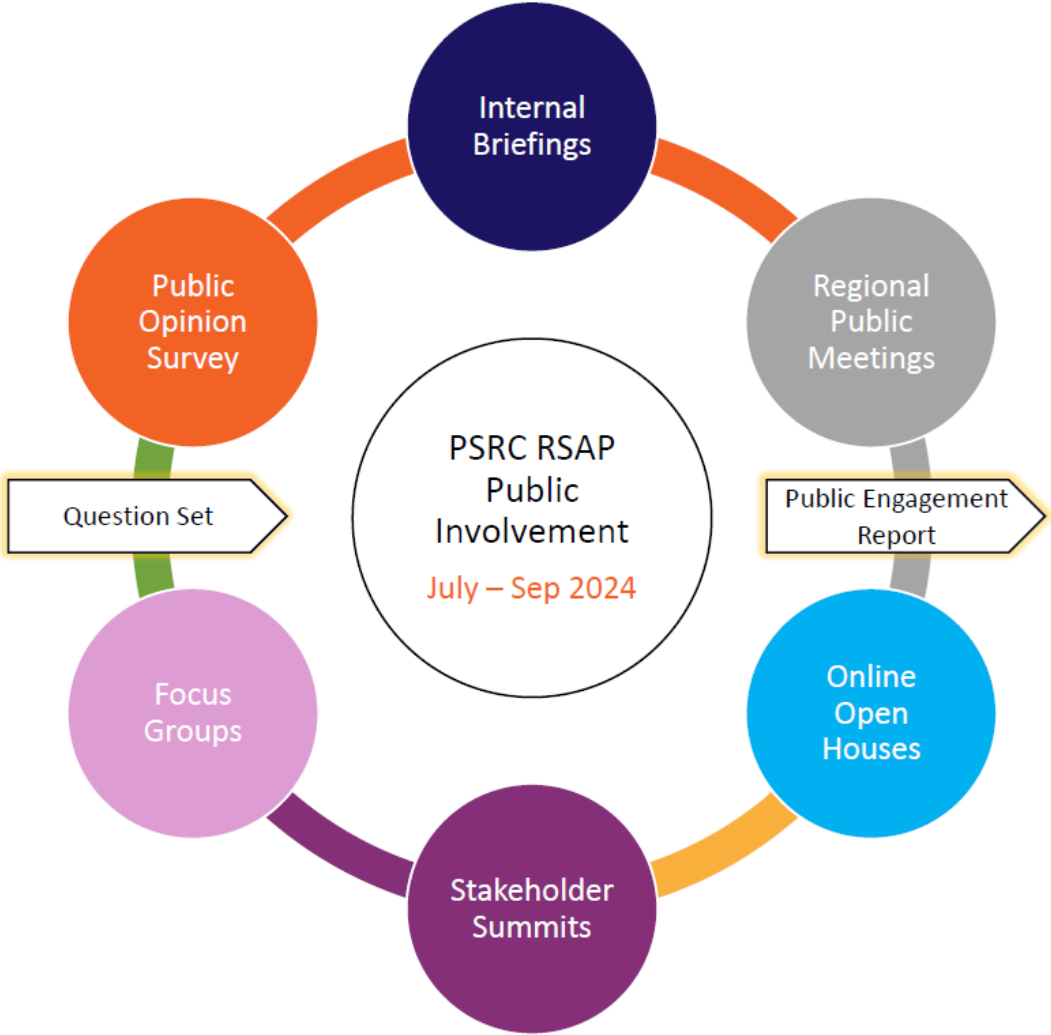 Internal
Briefings
Public
Opinion
Survey
Regional
Public
Meetings
PSRC RSAP
Public
Involvement
July – Sep 2024
Question Set
Public Engagement
Report
Focus
Groups
Online
Open
Houses
Stakeholder
Summits